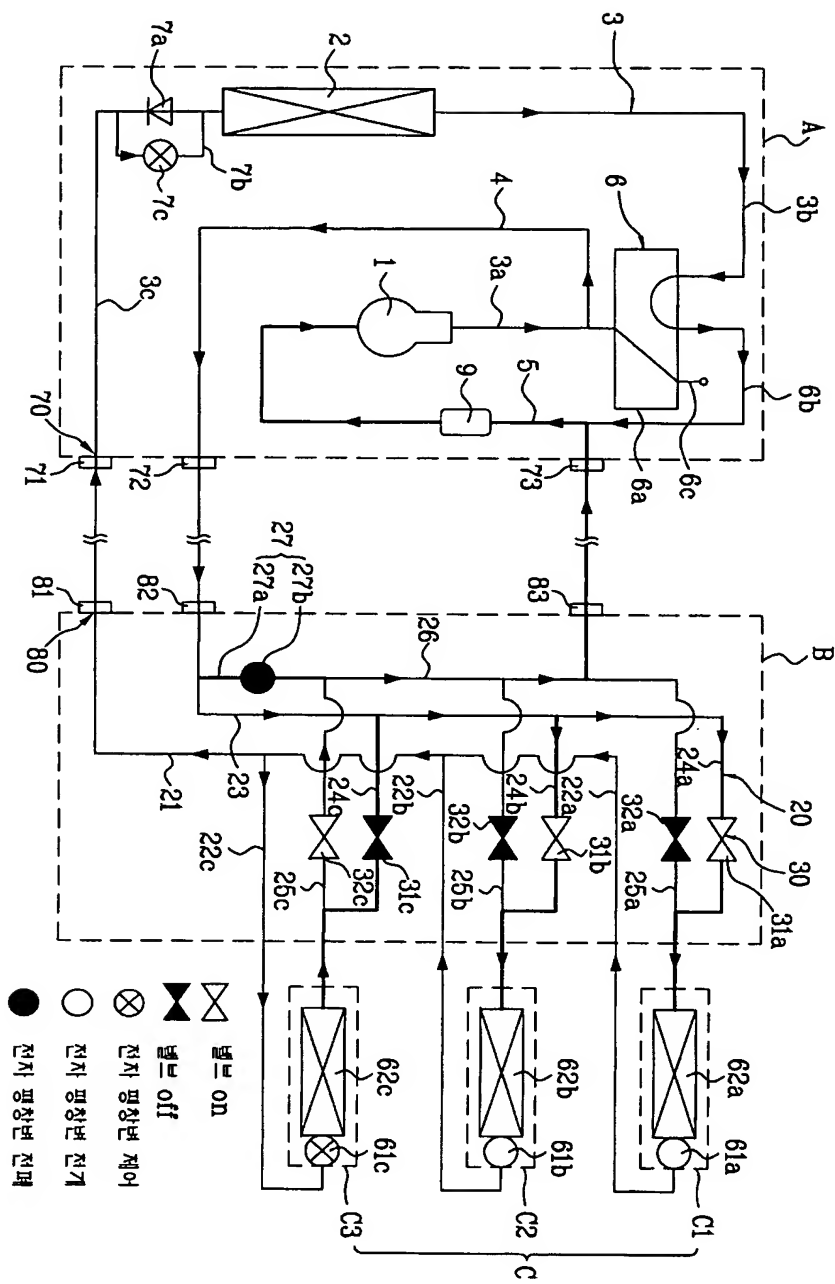 C
C1
C2
C3
61a
61b
61c
62a
62b
62c
31a
30
20
24a
32a
25a
22a
31b
24b
32b
25b
22b
31c
24c
32c
25c
22c
B
26
23
21
27
27a
27b
83
82
81
80
73
72
71
70
6a
6c
6b
9
5
6
3a
1
4
3c
3b
A
3
2
7a
7b
7c
밸브 on
밸브 off
전자 팽창변 제어
전자 팽창변 전개
전자 팽창변 전폐